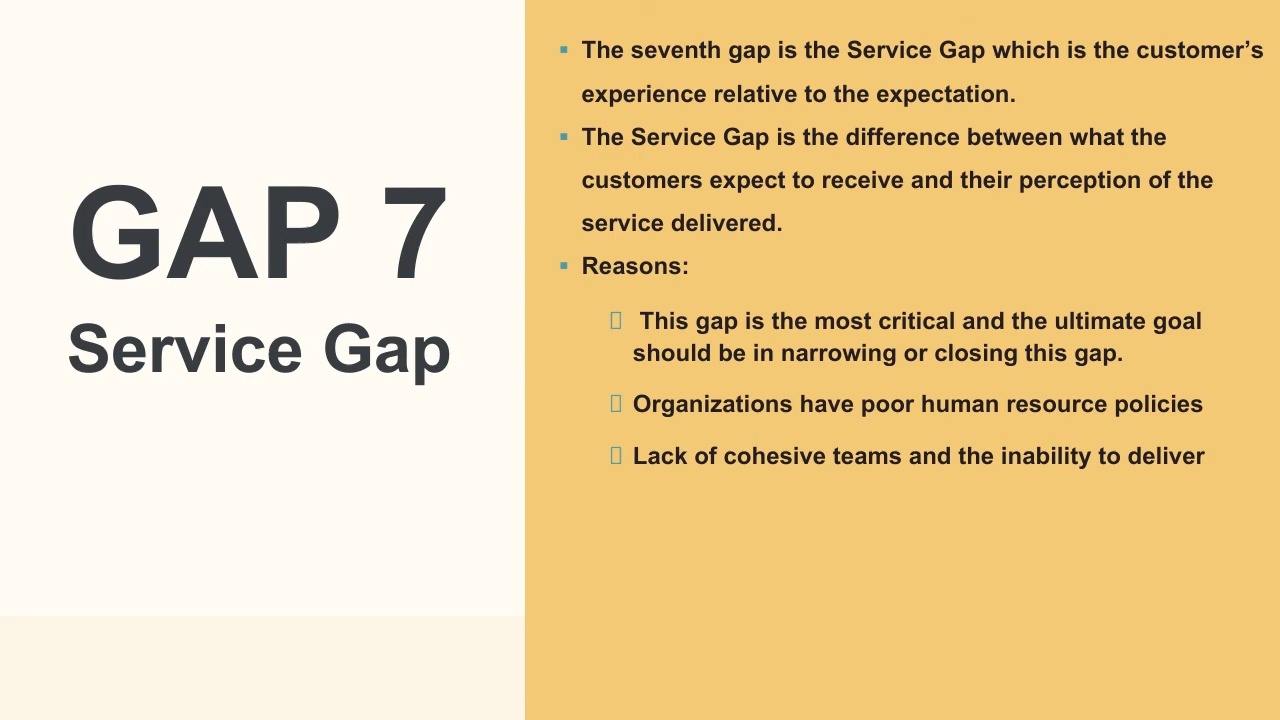 GAP 7
Service Gap
▪ The seventh gap is the Service Gap which is the customer’s
experience relative to the expectation.
▪ The Service Gap is the difference between what the
customers expect to receive and their perception of the
service delivered.
▪ Reasons:
This gap is the most critical and the ultimate goal
should be in narrowing or closing this gap.
Organizations have poor human resource policies
Lack of cohesive teams and the inability to deliver